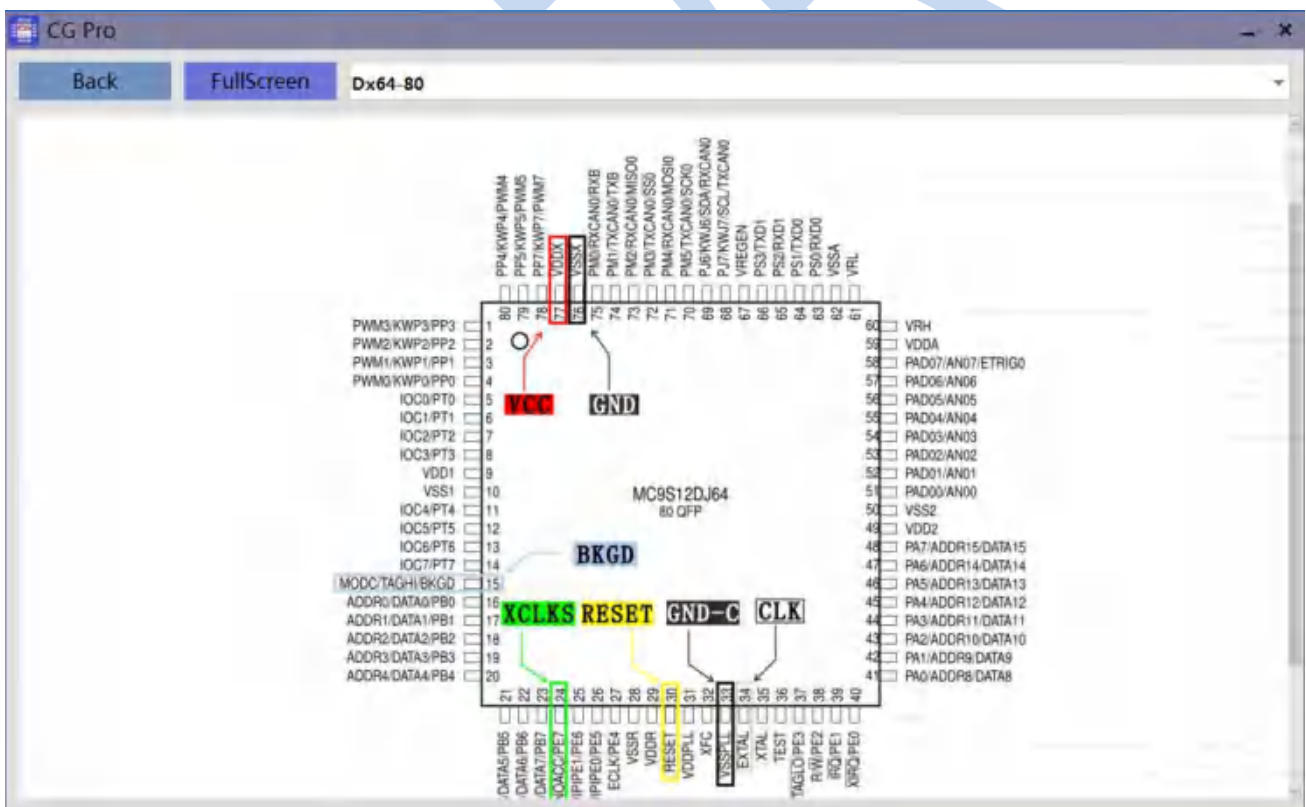 CG Pro
Back
FullScreen
Dx64-80
PP4/KWP4/PWM4
PP5/KWP5/PWM5
PP7/KWP7/PWM7
VDDX
VSSX
PM0/RXCAN0/RXB
PM1/TXCAN0/TXB
PM2/RXCAN0/MISO0
PM3/TXCAN0/SS0
PM4/RXCAN0/MOSI0
PM5/TXCAN0/SCK0
PJ6/KWJ6/SDA/RXCAN0
PJ7/KWJ7/SCL/TXCAN0
VREGEN
PS3/TXD1
PS2/RXD1
PS1/TXD0
PS0/RXD0
VSSA
VRL
80 79 78 77 76 75 74 73 72 71 70 69 68 67 66 65 64 63 62 61
PWM3/KWP3/PP3 1
PWM2/KWP2/PP2 2
PWM1/KWP1/PP1 3
PWM0/KWP0/PP0 4
IOC0/PT0 5
IOC1/PT1 6
IOC2/PT2 7
IOC3/PT3 8
VDD1 9
VSS1 10
IOC4/PT4 11
IOC5/PT5 12
IOC6/PT6 13
IOC7/PT7 14
MODC/TAGHI/BKGD 15
ADDR0/DATA0/PB0 16
ADDR1/DATA1/PB1 17
ADDR2/DATA2/PB2 18
ADDR3/DATA3/PB3 19
ADDR4/DATA4/PB4 20
VCC
GND
MC9S12DJ64
80 QFP
BKGD
XCLKS
RESET
GND-C
CLK
60 VRH
59 VDDA
58 PAD07/AN07/ETRIG0
57 PAD06/AN06
56 PAD05/AN05
55 PAD04/AN04
54 PAD03/AN03
53 PAD02/AN02
52 PAD01/AN01
51 PAD00/AN00
50 VSS2
49 VDD2
48 PA7/ADDR15/DATA15
47 PA6/ADDR14/DATA14
46 PA5/ADDR13/DATA13
45 PA4/ADDR12/DATA12
44 PA3/ADDR11/DATA11
43 PA2/ADDR10/DATA10
42 PA1/ADDR9/DATA9
41 PA0/ADDR8/DATA8
21 22 23 24 25 26 27 28 29 30 31 32 33 34 35 36 37 38 39 40
/DATA5/PB5
/DATA6/PB6
/DATA7/PB7
NOACC/PE7
/IPIPE1/PE6
/IPIPE0/PE5
ECLK/PE4
VSSR
VDDR
RESET
VDDPLL
XFC
VSSPLL
EXTAL
XTAL
TEST
TAGLO/PE3
R/W/PE2
IRQ/PE1
XIRQ/PE0